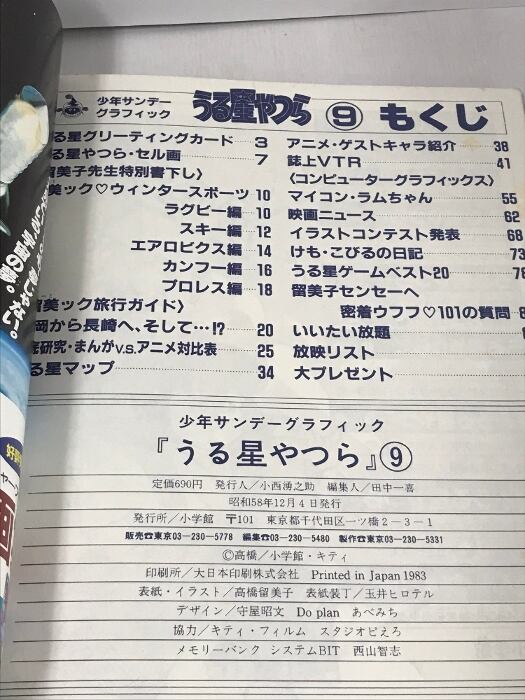 少年サンデー
グラフィック
うる星やつら ⑨ もくじ
る星グリーティングカード 3
る星やつら・セル画 7
留美子先生特別書下し〉
美ック♡ウィンタースポーツ 10
ラグビー編 10
スキー編 12
エアロビクス編 14
カンフー編 16
プロレス編 18
留美ック旅行ガイド〉
岡から長崎へ、そして…!? 20
底研究・まんがv.s.アニメ対比表 25
る星マップ 34
アニメ・ゲストキャラ紹介 38
誌上VTR 41
〈コンピューターグラフィックス〉
マイコン・ラムちゃん 55
映画ニュース 62
イラストコンテスト発表 68
けも・こびるの日記 73
うる星ゲームベスト20
留美子センセーへ
密着ウフフ♡101の質問
いいたい放題
放映リスト
大プレゼント
少年サンデーグラフィック
『うる星やつら』⑨
定価690円 発行人/小西湧之助 編集人/田中一喜
昭和58年12月4日発行
発行所/小学館 〒101 東京都千代田区一ツ橋2－3－1
販売☎東京03-230-5778 編集☎03-230-5480 製作☎東京03-230-5331
©高橋/小学館・キティ
印刷所/大日本印刷株式会社 Printed in Japan 1983
表紙・イラスト/高橋留美子 表紙装丁/玉井ヒロテル
デザイン/守屋昭文 Do plan あべみち
協力/キティ・フィルム スタジオぴえろ
メモリーバンク システムBIT 西山智志